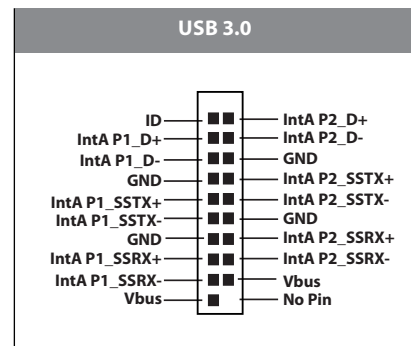 USB 3.0
ID IntA P2_D+
IntA P1_D+ IntA P2_D-
IntA P1_D- GND
GND IntA P2_SSTX+
IntA P1_SSTX+ IntA P2_SSTX-
IntA P1_SSTX- GND
GND IntA P2_SSRX+
IntA P1_SSRX+ IntA P2_SSRX-
IntA P1_SSRX- Vbus
Vbus No Pin